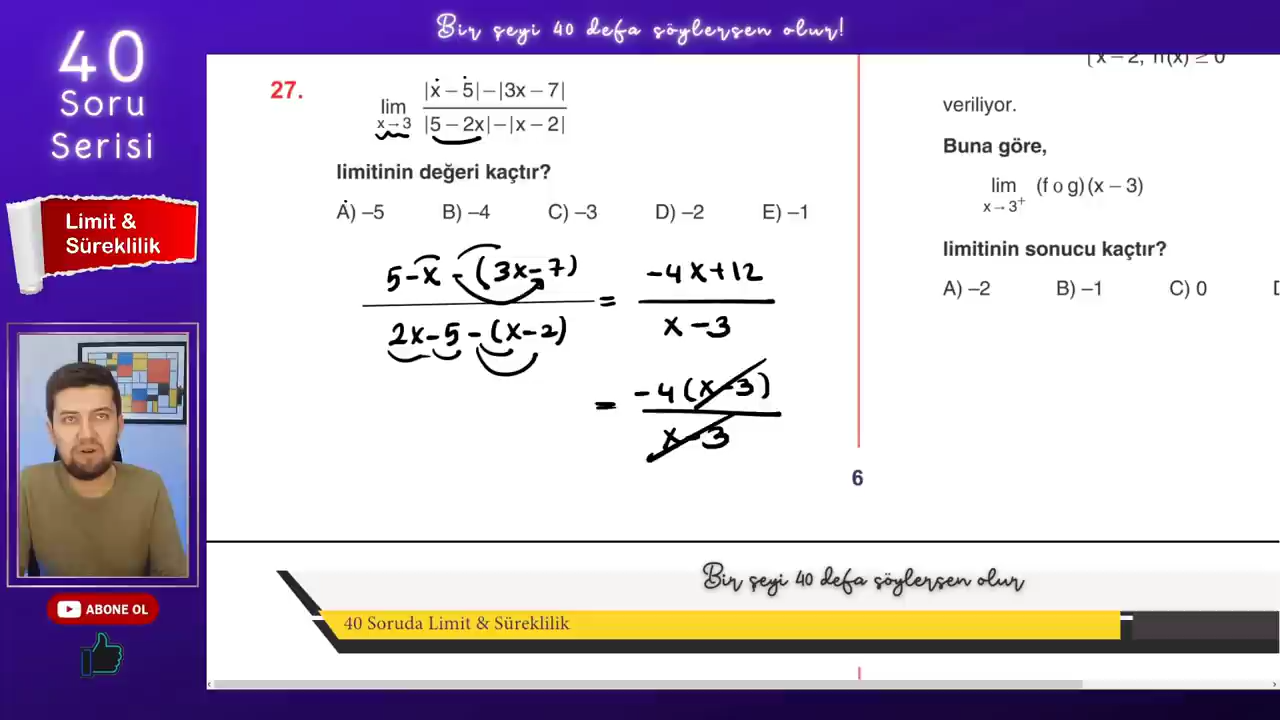 Bir şeyi 40 defa söylersen olur!
40
Soru
Serisi
Limit &
Süreklilik
ABONE OL
27.
lim x→3 |x – 5| – |3x – 7| / |5 – 2x| – |x – 2|
limitinin değeri kaçtır?
A) –5 B) –4 C) –3 D) –2 E) –1
5-x - (3x-7) / 2x-5-(x-2) = -4x+12 / x-3
= -4(x-3) / x-3
{x – 2, h(x) ≥ 0
veriliyor.
Buna göre,
lim x→3⁺ (f o g)(x – 3)
limitinin sonucu kaçtır?
A) –2 B) –1 C) 0
6
Bir şeyi 40 defa söylersen olur
40 Soruda Limit & Süreklilik